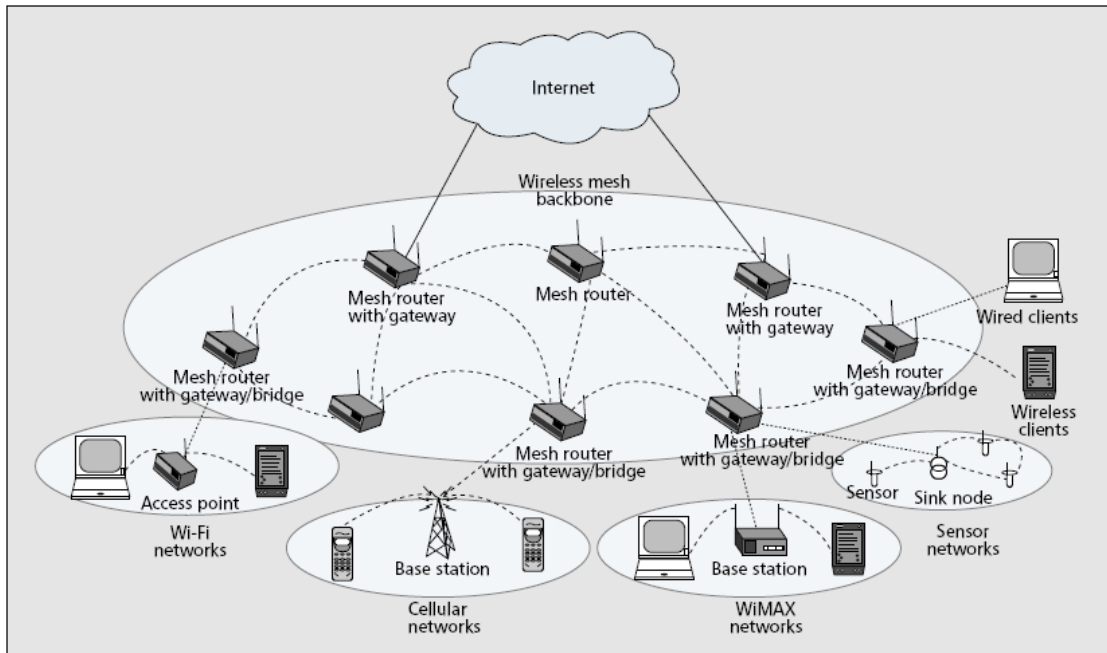 Internet
Wireless mesh
backbone
Mesh router
with gateway
Mesh router
Mesh router
with gateway
Wired clients
Mesh router
with gateway/bridge
Mesh router
with gateway/bridge
Wireless
clients
Mesh router
with gateway/bridge
Mesh router
with gateway/bridge
Access point
Wi-Fi
networks
Sensor
Sink node
Sensor
networks
Base station
Cellular
networks
Base station
WiMAX
networks